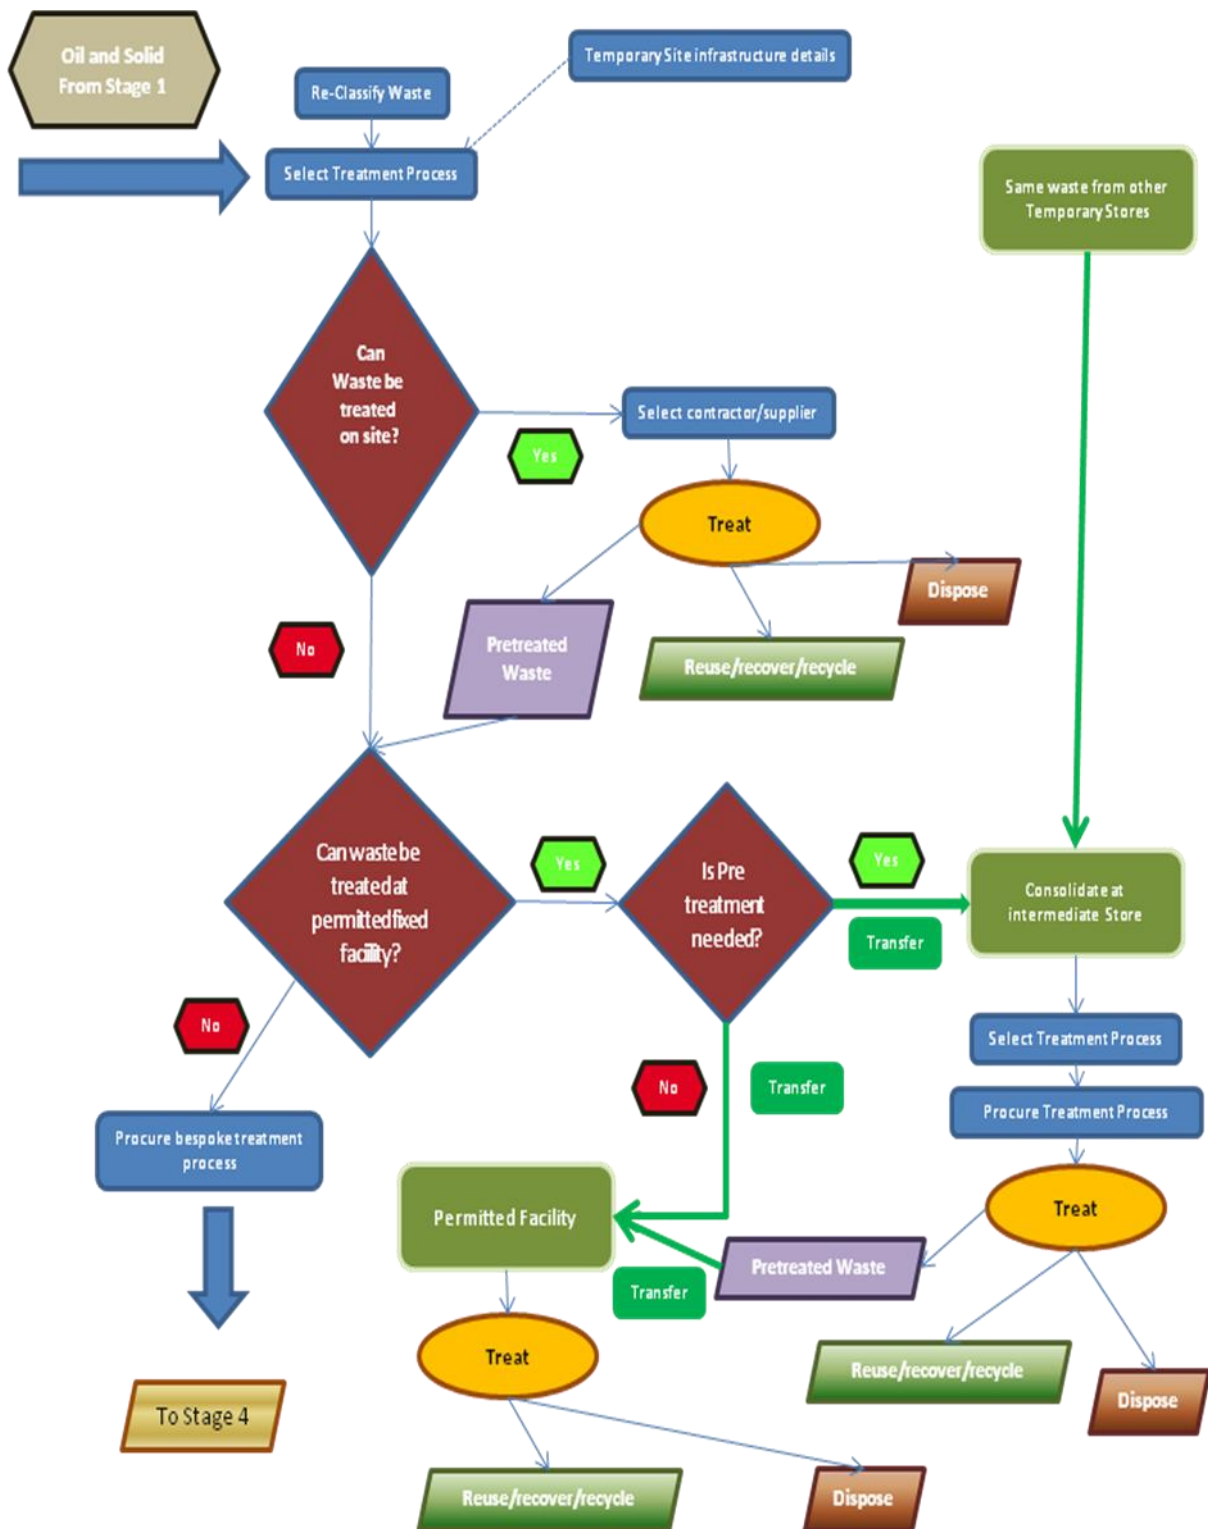 Oil and Solid
From Stage 1
Temporary Site infrastructure details
Re-Classify Waste
Select Treatment Process
Same waste from other
Temporary Stores
Can
Waste be
treated
on site?
Select contractor/supplier
Yes
Treat
Dispose
No
Pretreated
Waste
Reuse/recover/recycle
Can waste be
treated at
permitted fixed
facility?
Yes
Is Pre
treatment
needed?
Yes
Transfer
Consolidate at
intermediate Store
No
Select Treatment Process
No
Transfer
Procure Treatment Process
Procure bespoke treatment
process
Permitted Facility
Treat
Pretreated Waste
Transfer
Treat
Reuse/recover/recycle
Dispose
To Stage 4
Reuse/recover/recycle
Dispose